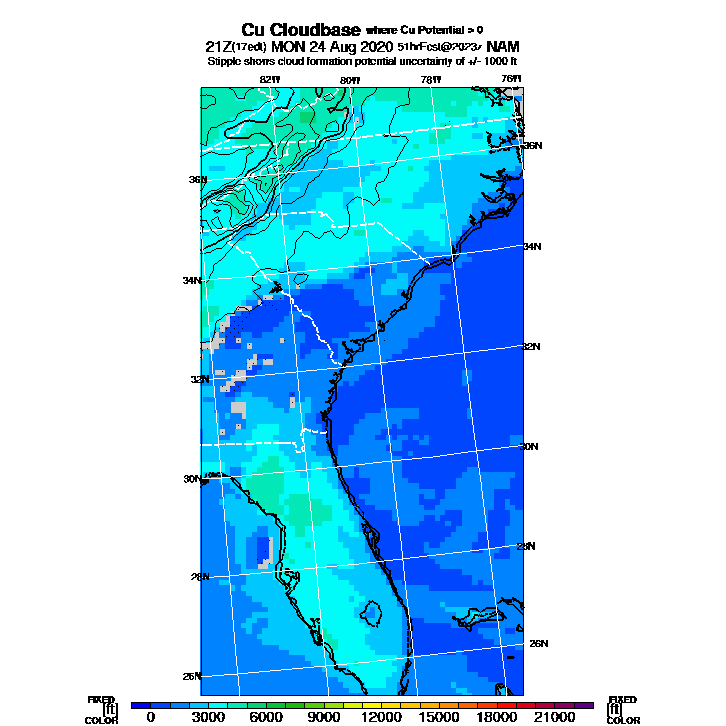 Cu Cloudbase where Cu Potential > 0
21Z(17edt) MON 24 Aug 2020 51hrFcst@2023z NAM
Stipple shows cloud formation potential uncertainty of +/- 1000 ft
82W 80W 78W 76W
36N
36N
34N
34N
32N
32N
30N
30N
28N
28N
26N
26N
FIXED FIXED
[ft] [ft]
COLOR COLOR
0 3000 6000 9000 12000 15000 18000 21000